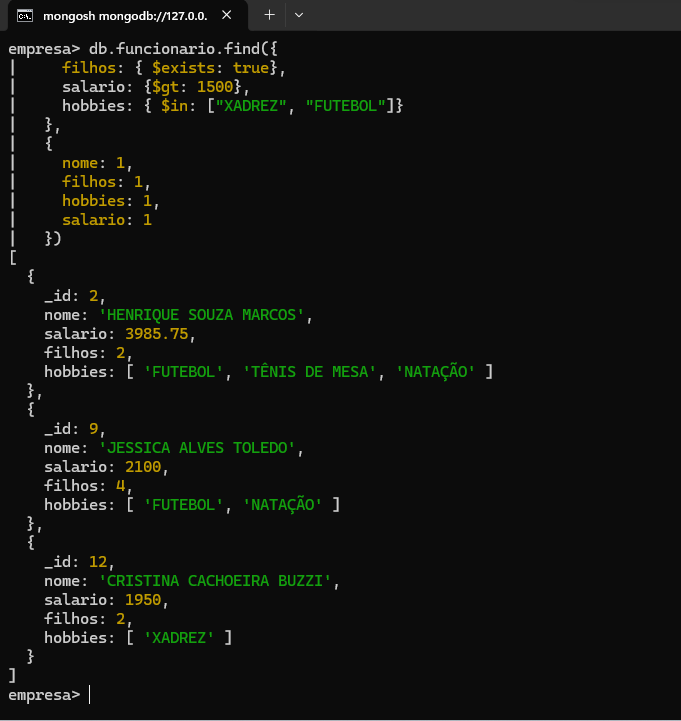 mongosh mongodb://127.0.0.
empresa> db.funcionario.find({
|     filhos: { $exists: true},
|     salario: {$gt: 1500},
|     hobbies: { $in: ["XADREZ", "FUTEBOL"]}
|   },
|   {
|     nome: 1,
|     filhos: 1,
|     hobbies: 1,
|     salario: 1
|   })
[
  {
    _id: 2,
    nome: 'HENRIQUE SOUZA MARCOS',
    salario: 3985.75,
    filhos: 2,
    hobbies: [ 'FUTEBOL', 'TÊNIS DE MESA', 'NATAÇÃO' ]
  },
  {
    _id: 9,
    nome: 'JESSICA ALVES TOLEDO',
    salario: 2100,
    filhos: 4,
    hobbies: [ 'FUTEBOL', 'NATAÇÃO' ]
  },
  {
    _id: 12,
    nome: 'CRISTINA CACHOEIRA BUZZI',
    salario: 1950,
    filhos: 2,
    hobbies: [ 'XADREZ' ]
  }
]
empresa>